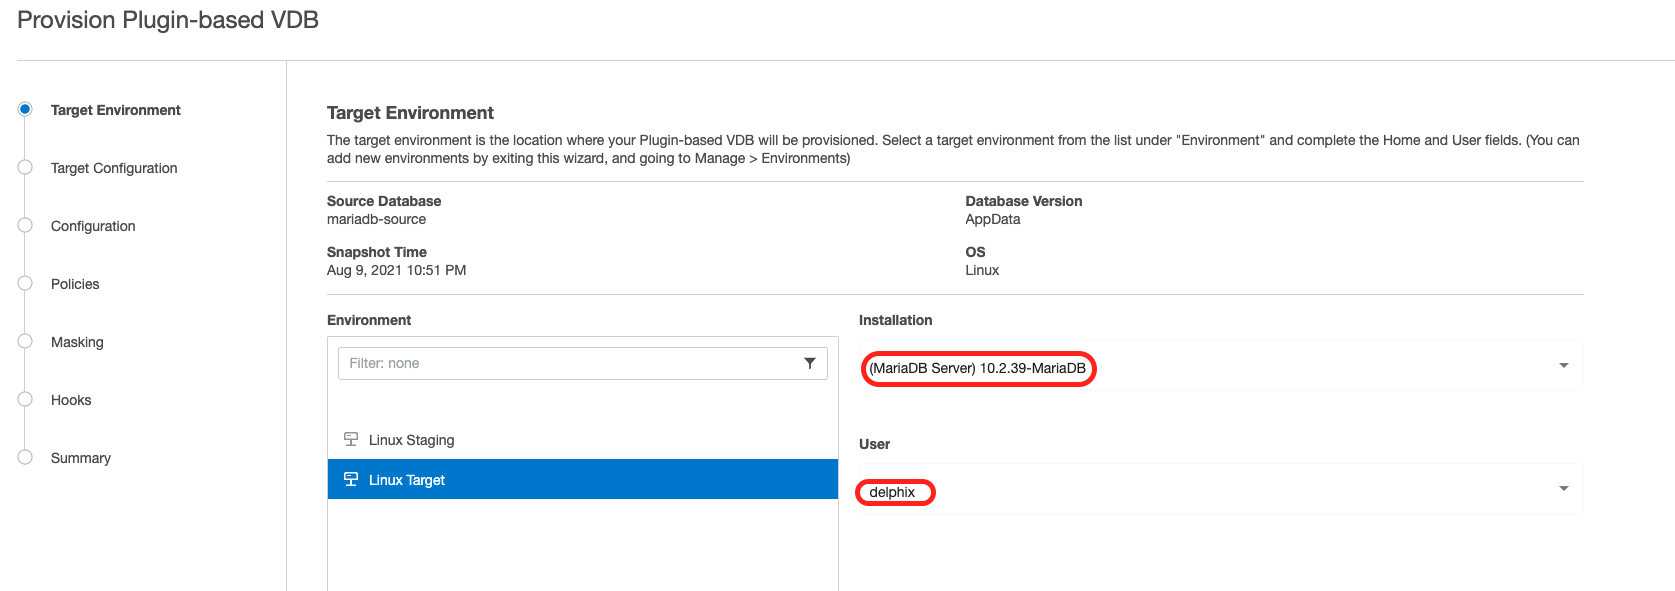 Provision Plugin-based VDB
Target Environment
Target Configuration
Configuration
Policies
Masking
Hooks
Summary
Target Environment
The target environment is the location where your Plugin-based VDB will be provisioned. Select a target environment from the list under "Environment" and complete the Home and User fields. (You can
add new environments by exiting this wizard, and going to Manage > Environments)
Source Database
mariadb-source
Database Version
AppData
Snapshot Time
Aug 9, 2021 10:51 PM
OS
Linux
Environment
Filter: none
Linux Staging
Linux Target
Installation
(MariaDB Server) 10.2.39-MariaDB
User
delphix